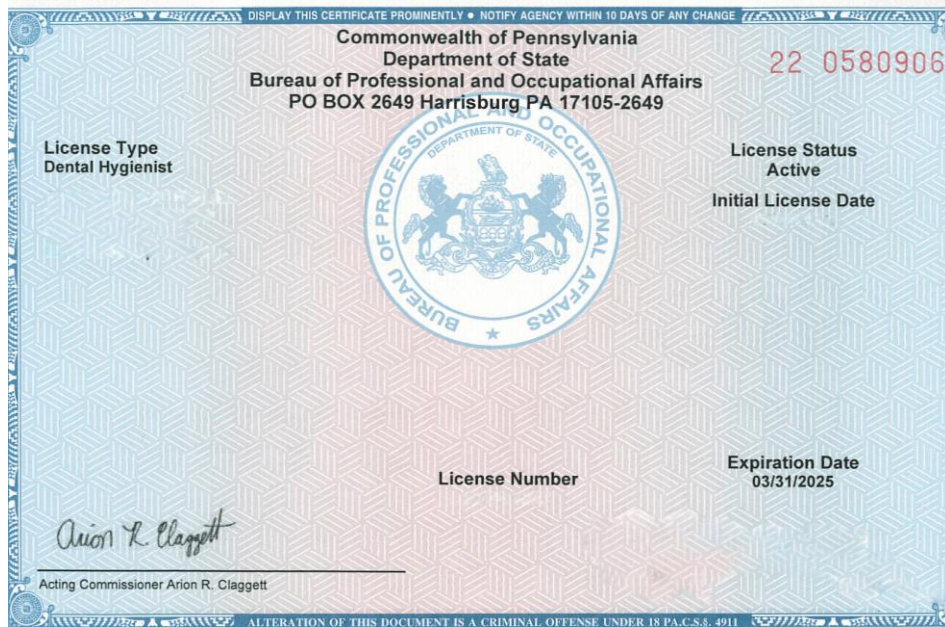 DISPLAY THIS CERTIFICATE PROMINENTLY ● NOTIFY AGENCY WITHIN 10 DAYS OF ANY CHANGE
Commonwealth of Pennsylvania
Department of State
Bureau of Professional and Occupational Affairs
PO BOX 2649 Harrisburg PA 17105-2649
22 0580906
License Type
Dental Hygienist
License Status
Active
Initial License Date
BUREAU OF PROFESSIONAL AND OCCUPATIONAL AFFAIRS
DEPARTMENT OF STATE
License Number
Expiration Date
03/31/2025
Arion R. Claggett
Acting Commissioner Arion R. Claggett
ALTERATION OF THIS DOCUMENT IS A CRIMINAL OFFENSE UNDER 18 PA.C.S.§. 4911